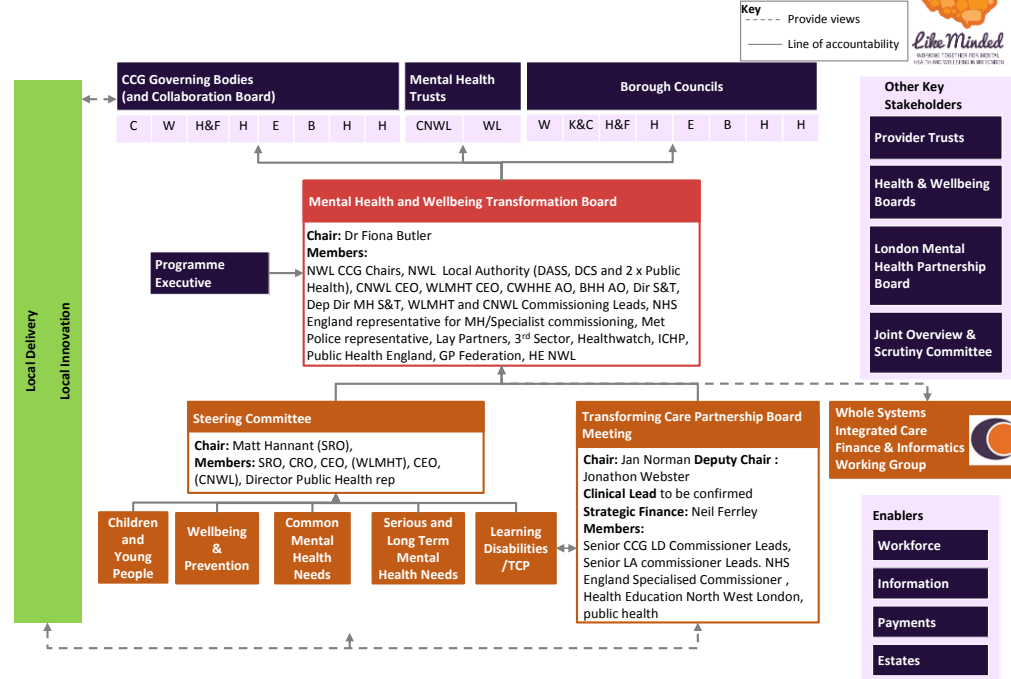 Key
Provide views
Line of accountability
Like Minded
WORKING TOGETHER FOR MENTAL
HEALTH AND WELLBEING IN NW LONDON
CCG Governing Bodies
(and Collaboration Board)
Mental Health
Trusts
Borough Councils
C W H&F H E B H H
CNWL WL
W K&C H&F H E B H H
Other Key
Stakeholders
Provider Trusts
Health & Wellbeing
Boards
London Mental
Health Partnership
Board
Joint Overview &
Scrutiny Committee
Local Delivery
Local Innovation
Mental Health and Wellbeing Transformation Board
Chair: Dr Fiona Butler
Members:
NWL CCG Chairs, NWL Local Authority (DASS, DCS and 2 x Public
Health), CNWL CEO, WLMHT CEO, CWHHE AO, BHH AO, Dir S&T,
Dep Dir MH S&T, WLMHT and CNWL Commissioning Leads, NHS
England representative for MH/Specialist commissioning, Met
Police representative, Lay Partners, 3rd Sector, Healthwatch, ICHP,
Public Health England, GP Federation, HE NWL
Programme
Executive
Steering Committee
Chair: Matt Hannant (SRO),
Members: SRO, CRO, CEO, (WLMHT), CEO,
(CNWL), Director Public Health rep
Transforming Care Partnership Board
Meeting
Chair: Jan Norman Deputy Chair :
Jonathon Webster
Clinical Lead to be confirmed
Strategic Finance: Neil Ferrley
Members:
Senior CCG LD Commissioner Leads,
Senior LA commissioner Leads. NHS
England Specialised Commissioner ,
Health Education North West London,
public health
Whole Systems
Integrated Care
Finance & Informatics
Working Group
Children
and
Young
People
Wellbeing
&
Prevention
Common
Mental
Health
Needs
Serious and
Long Term
Mental
Health Needs
Learning
Disabilities
/TCP
Enablers
Workforce
Information
Payments
Estates